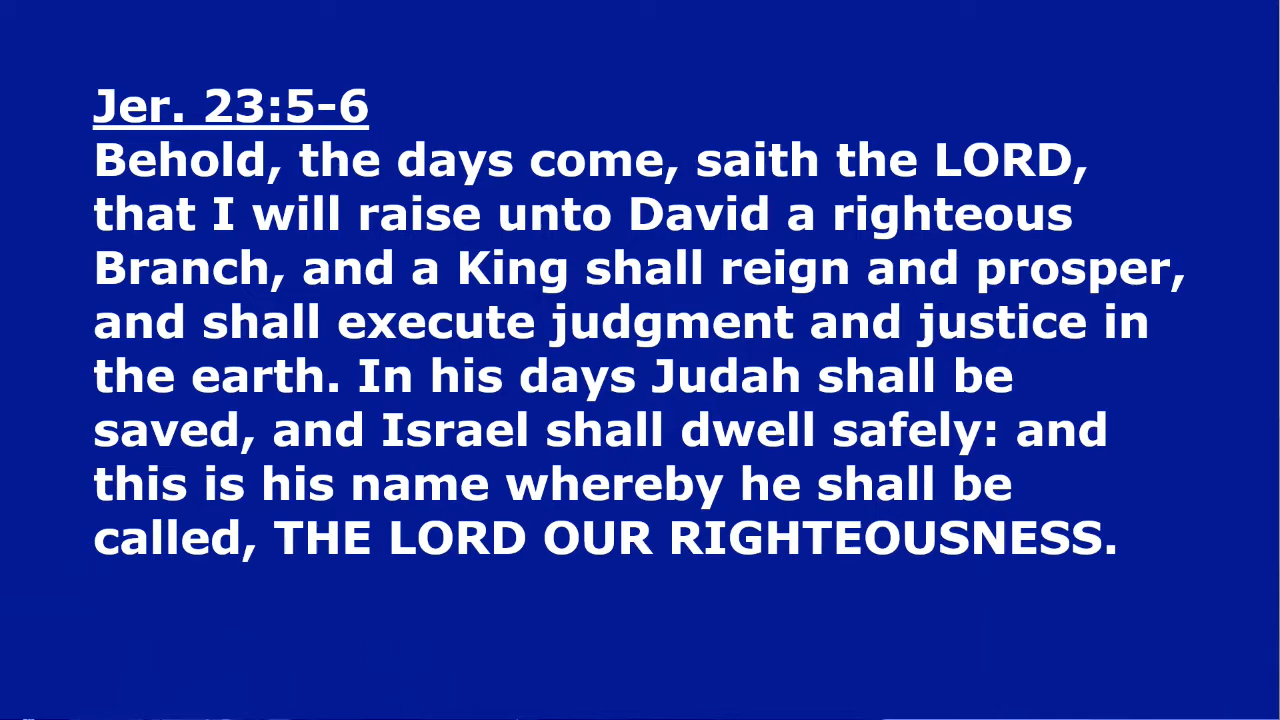 Jer. 23:5-6
Behold, the days come, saith the LORD,
that I will raise unto David a righteous
Branch, and a King shall reign and prosper,
and shall execute judgment and justice in
the earth. In his days Judah shall be
saved, and Israel shall dwell safely: and
this is his name whereby he shall be
called, THE LORD OUR RIGHTEOUSNESS.